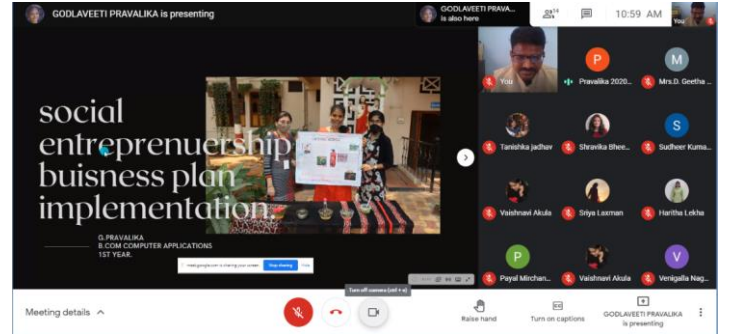 GODLAVEETI PRAVALIKA is presenting
GODLAVEETI PRAVA...
is also here
14
10:59 AM
You
social
entreprenuership
buisness plan
implementation.
G.PRAVALIKA
B.COM COMPUTER APPLICATIONS
1ST YEAR.
meet.google.com is sharing your screen.
Stop sharing
Hide
You
P
Pravalika 2020...
M
Mrs.D. Geetha ...
Tanishka jadhav
Shravika Bhee...
S
Sudheer Kuma...
Vaishnavi Akula
Sriya Laxman
Haritha Lekha
P
Payal Mirchan...
Vaishnavi Akula
V
Venigalla Nag...
Turn off camera (ctrl + e)
Meeting details
Raise hand
Turn on captions
GODLAVEETI PRAVALIKA
is presenting